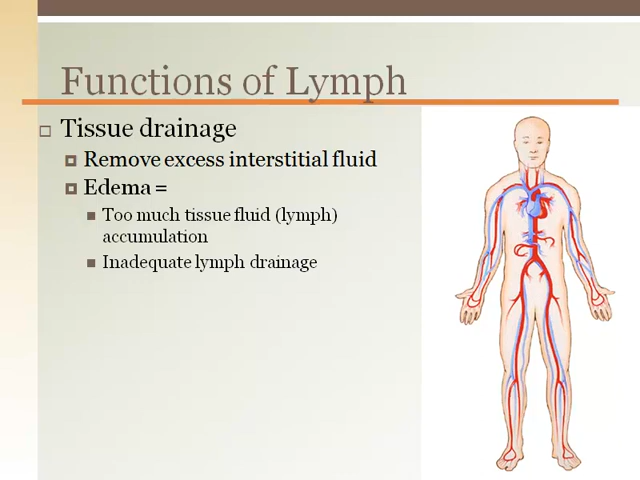 Functions of Lymph
Tissue drainage
Remove excess interstitial fluid
Edema =
Too much tissue fluid (lymph)
accumulation
Inadequate lymph drainage